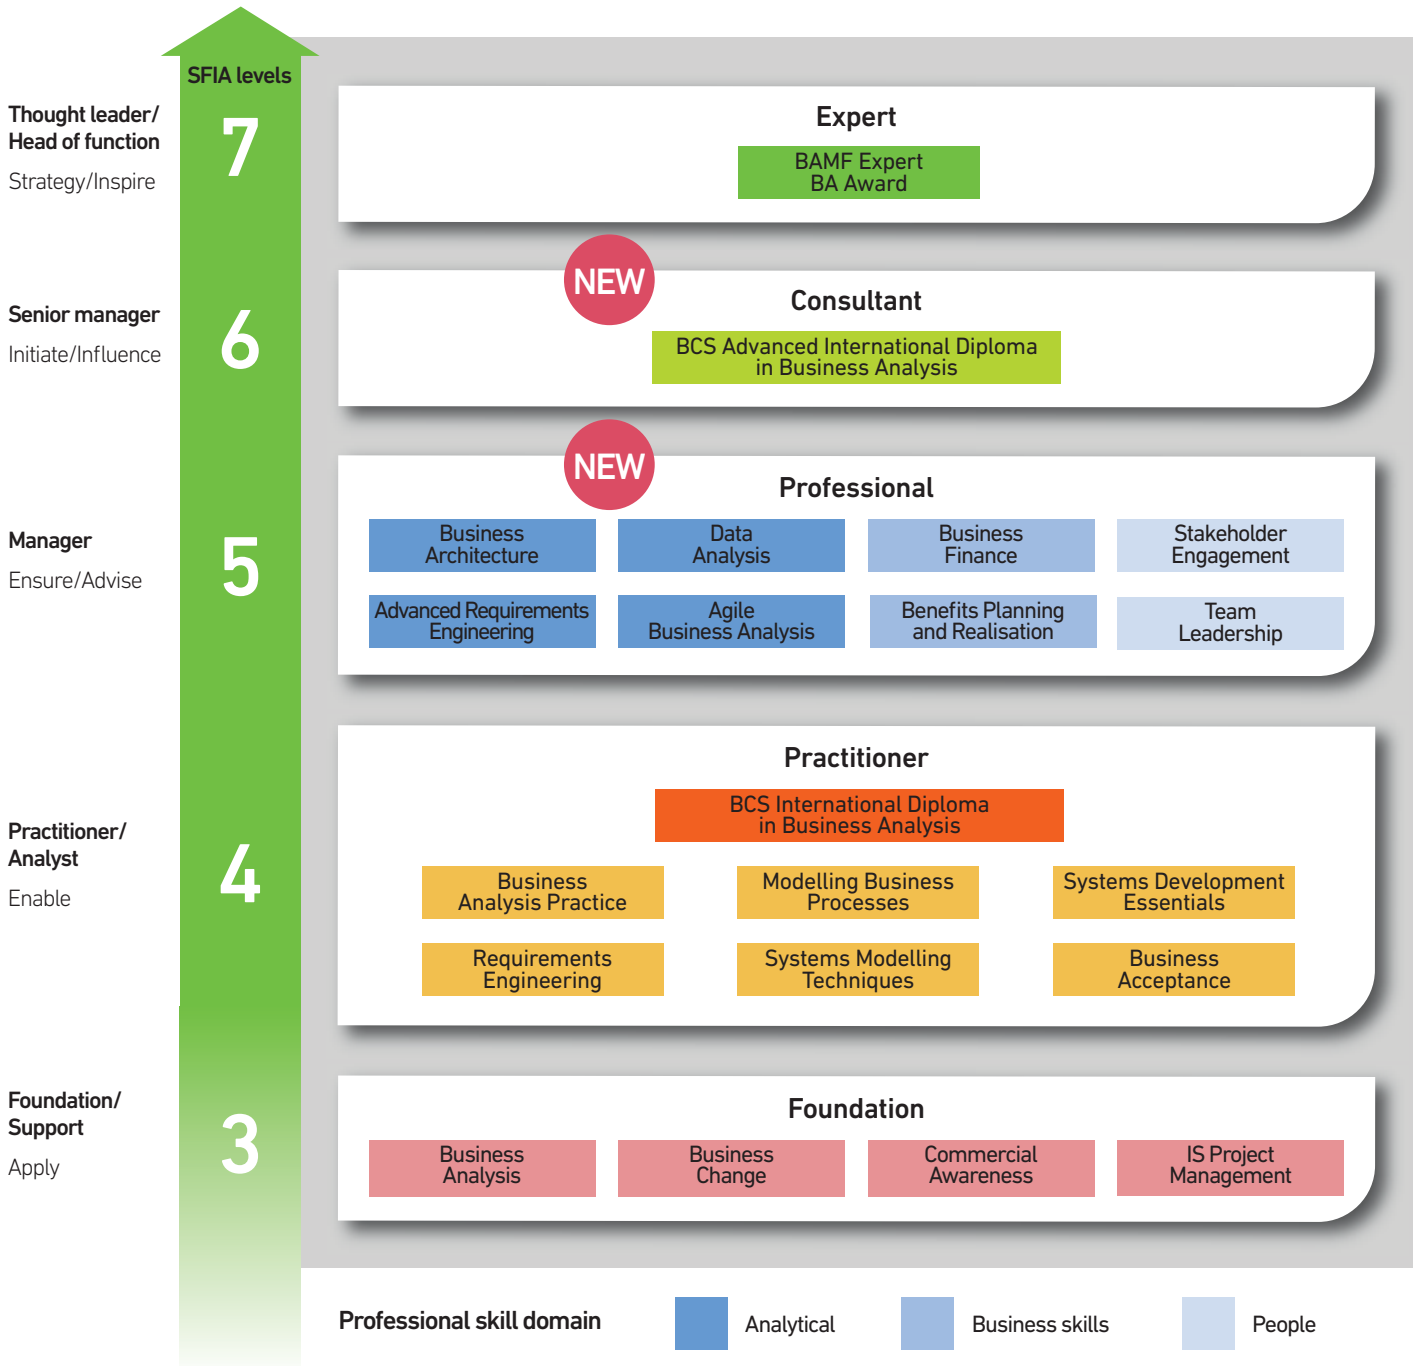 SFIA levels
Thought leader/
Head of function
Strategy/Inspire
7
Expert
BAMF Expert
BA Award
Senior manager
Initiate/Influence
6
NEW
Consultant
BCS Advanced International Diploma
in Business Analysis
Manager
Ensure/Advise
5
NEW
Professional
Business
Architecture
Data
Analysis
Business
Finance
Stakeholder
Engagement
Advanced Requirements
Engineering
Agile
Business Analysis
Benefits Planning
and Realisation
Team
Leadership
Practitioner/
Analyst
Enable
4
Practitioner
BCS International Diploma
in Business Analysis
Business
Analysis Practice
Modelling Business
Processes
Systems Development
Essentials
Requirements
Engineering
Systems Modelling
Techniques
Business
Acceptance
Foundation/
Support
Apply
3
Foundation
Business
Analysis
Business
Change
Commercial
Awareness
IS Project
Management
Professional skill domain
Analytical
Business skills
People